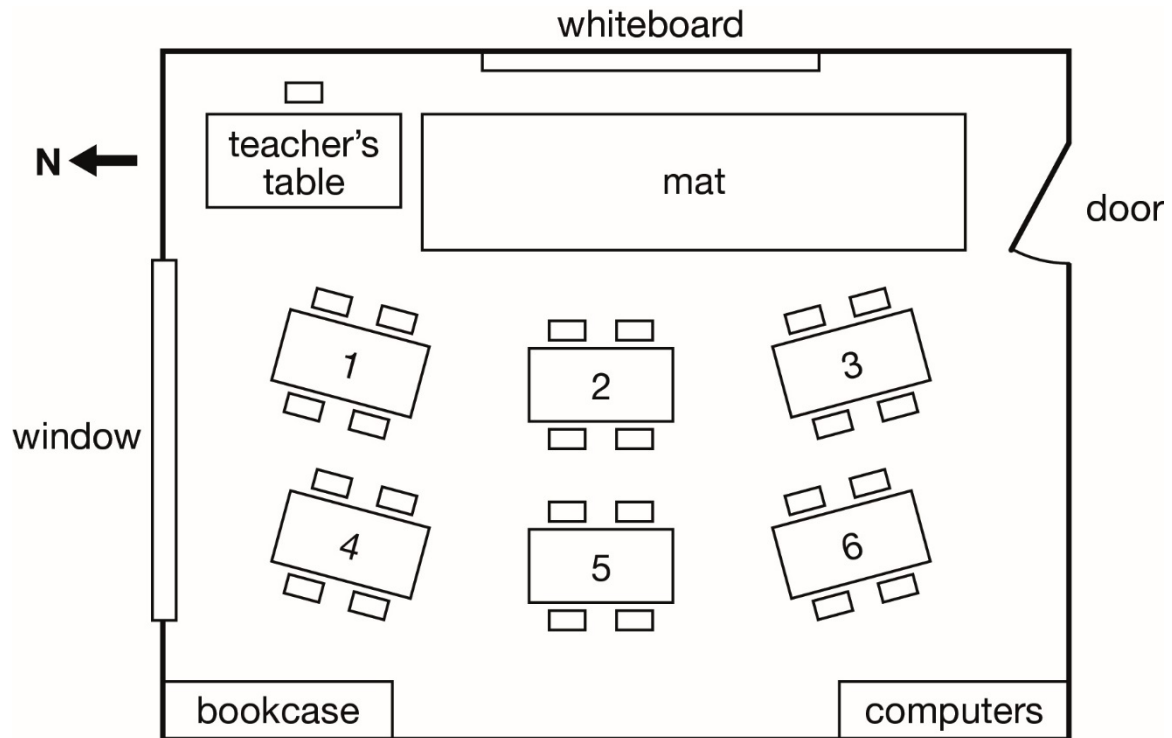 whiteboard
N
teacher's
table
mat
door
1
2
3
window
4
5
6
bookcase
computers